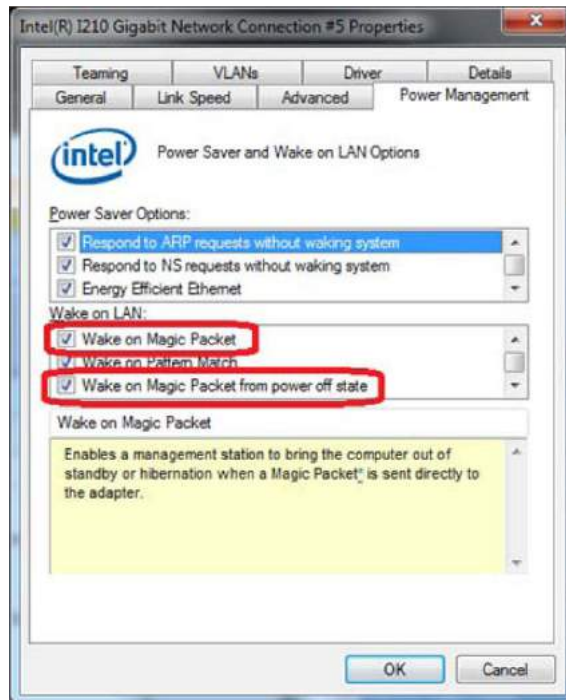 Intel(R) I210 Gigabit Network Connection #5 Properties
Teaming VLANs Driver Details
General Link Speed Advanced Power Management
intel Power Saver and Wake on LAN Options
Power Saver Options:
Respond to ARP requests without waking system
Respond to NS requests without waking system
Energy Efficient Ethernet
Wake on LAN:
Wake on Magic Packet
Wake on Pattern Match
Wake on Magic Packet from power off state
Wake on Magic Packet
Enables a management station to bring the computer out of
standby or hibernation when a Magic Packet* is sent directly to
the adapter.
OK Cancel